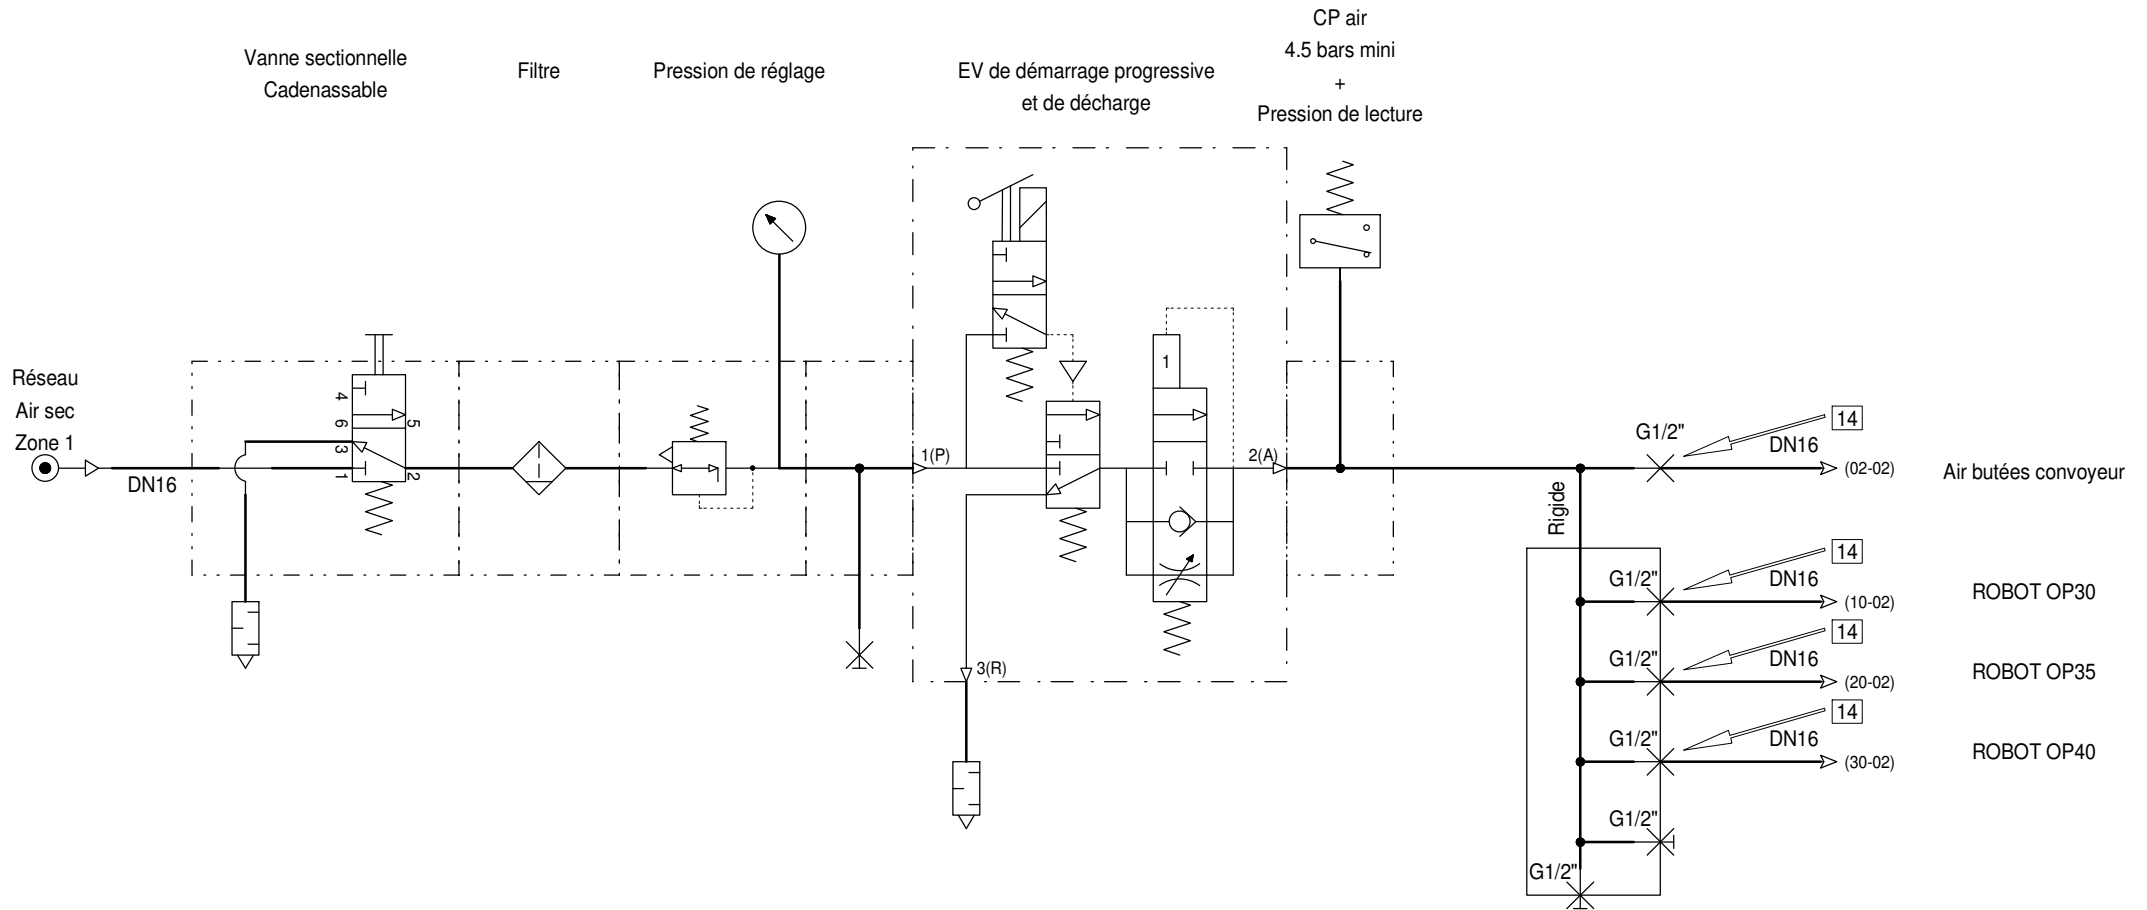 Vanne sectionnelle
Cadenassable
Filtre
Pression de réglage
EV de démarrage progressive
et de décharge
CP air
4.5 bars mini
+
Pression de lecture
Réseau
Air sec
Zone 1
DN16
4
6
5
3
1
2
1(P)
1
2(A)
3(R)
Rigide
G1/2"
14
DN16
(02-02)
Air butées convoyeur
G1/2"
14
DN16
(10-02)
ROBOT OP30
G1/2"
14
DN16
(20-02)
ROBOT OP35
G1/2"
14
DN16
(30-02)
ROBOT OP40
G1/2"
G1/2"